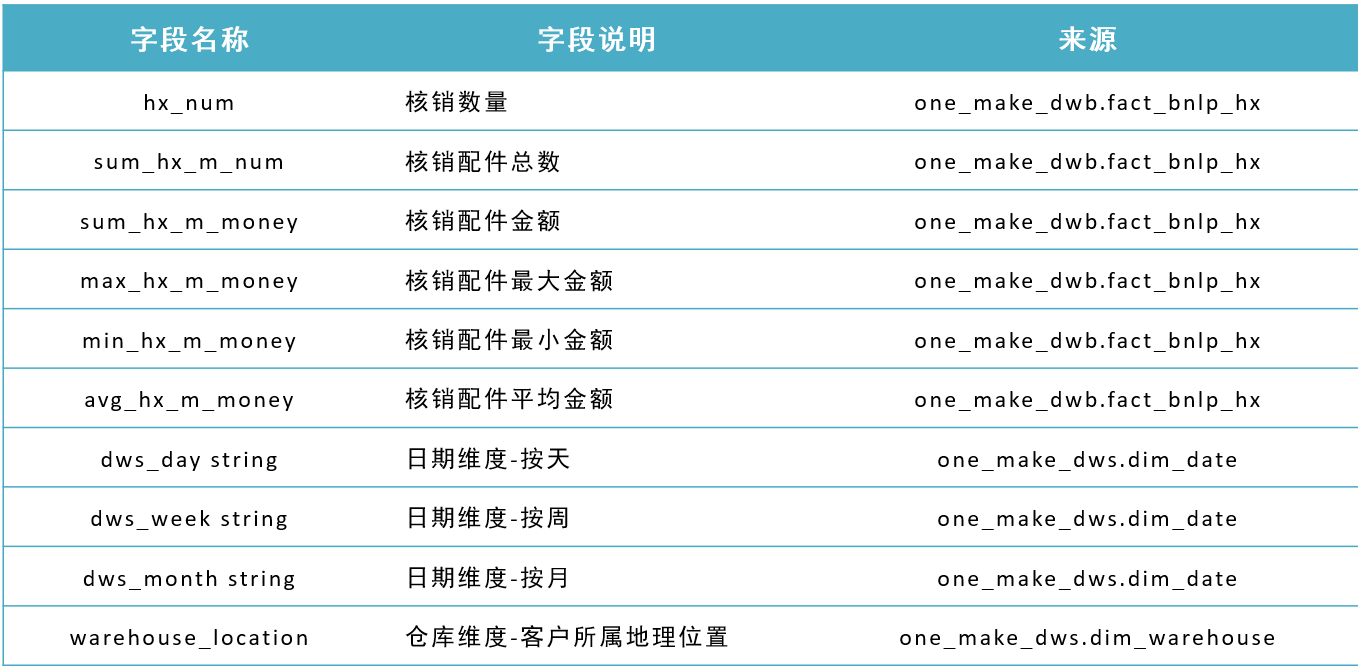 字段名称 字段说明 来源
hx_num 核销数量 one_make_dwb.fact_bnlp_hx
sum_hx_m_num 核销配件总数 one_make_dwb.fact_bnlp_hx
sum_hx_m_money 核销配件金额 one_make_dwb.fact_bnlp_hx
max_hx_m_money 核销配件最大金额 one_make_dwb.fact_bnlp_hx
min_hx_m_money 核销配件最小金额 one_make_dwb.fact_bnlp_hx
avg_hx_m_money 核销配件平均金额 one_make_dwb.fact_bnlp_hx
dws_day string 日期维度-按天 one_make_dws.dim_date
dws_week string 日期维度-按周 one_make_dws.dim_date
dws_month string 日期维度-按月 one_make_dws.dim_date
warehouse_location 仓库维度-客户所属地理位置 one_make_dws.dim_warehouse